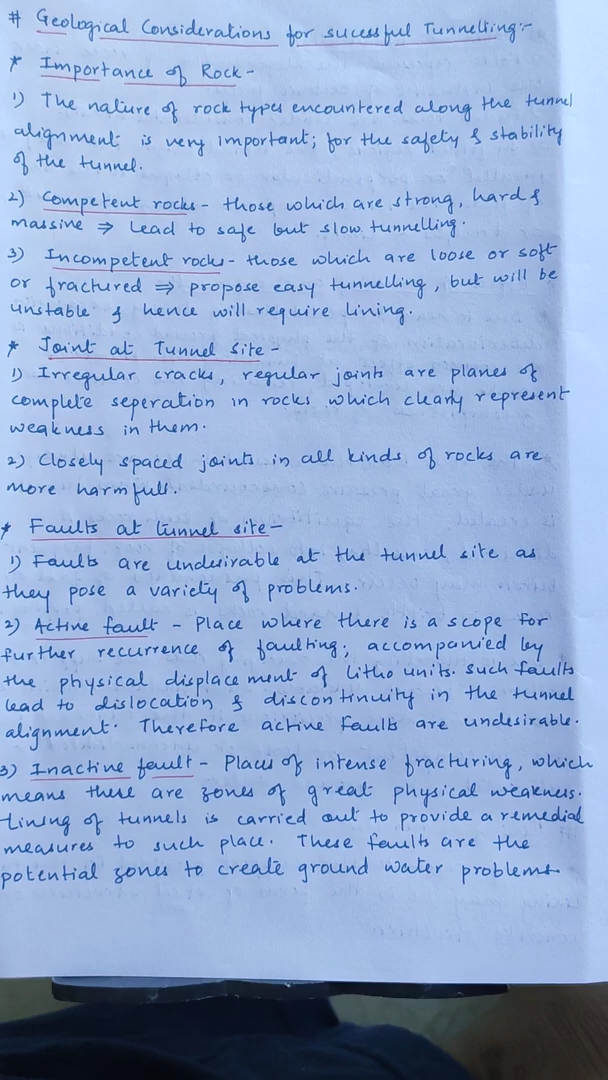 # Geological Considerations for sucessful Tunnelling:-
* Importance of Rock -
1) The nature of rock types encountered along the tunnel
alignment is very important; for the safety & stability
of the tunnel.
2) Competent rocks - those which are strong, hard &
massive ⇒ Lead to safe but slow tunnelling.
3) Incompetent rocks - those which are loose or soft
or fractured ⇒ propose easy tunnelling, but will be
unstable & hence will require lining.
* Joint at Tunnel Site -
1) Irregular cracks, regular joints are planes of
complete seperation in rocks which clearly represent
weakness in them.
2) Closely spaced joints in all kinds of rocks are
more harmfull.
* Faults at tunnel site -
1) Faults are undesirable at the tunnel site as
they pose a variety of problems.
2) Active fault - Place where there is a scope for
further recurrence of faulting; accompanied by
the physical displacement of litho units. such faults
lead to dislocation & discontinuity in the tunnel
alignment. Therefore active faults are undesirable.
3) Inactive fault - Places of intense fracturing, which
means these are zones of great physical weakness.
Lining of tunnels is carried out to provide a remedial
measures to such place. These faults are the
potential zones to create ground water problems.